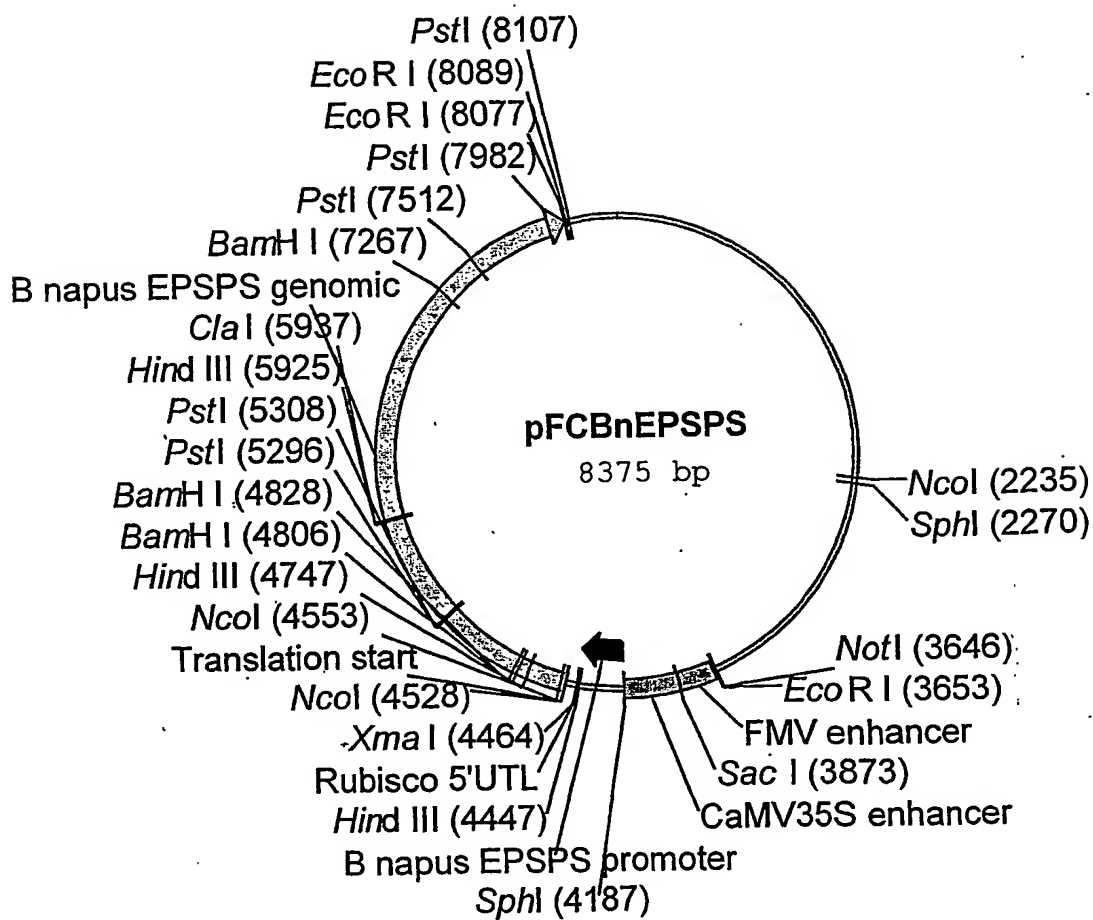 PstI (8107)
EcoR I (8089)
EcoR I (8077)
PstI (7982)
PstI (7512)
BamH I (7267)
B napus EPSPS genomic
ClaI (5937)
Hind III (5925)
PstI (5308)
PstI (5296)
BamH I (4828)
BamH I (4806)
Hind III (4747)
NcoI (4553)
Translation start
NcoI (4528)
XmaI (4464)
Rubisco 5'UTL
Hind III (4447)
B napus EPSPS promoter
SphI (4187)
pFCBnEPSPS
8375 bp
NcoI (2235)
SphI (2270)
NotI (3646)
EcoR I (3653)
FMV enhancer
Sac I (3873)
CaMV35S enhancer